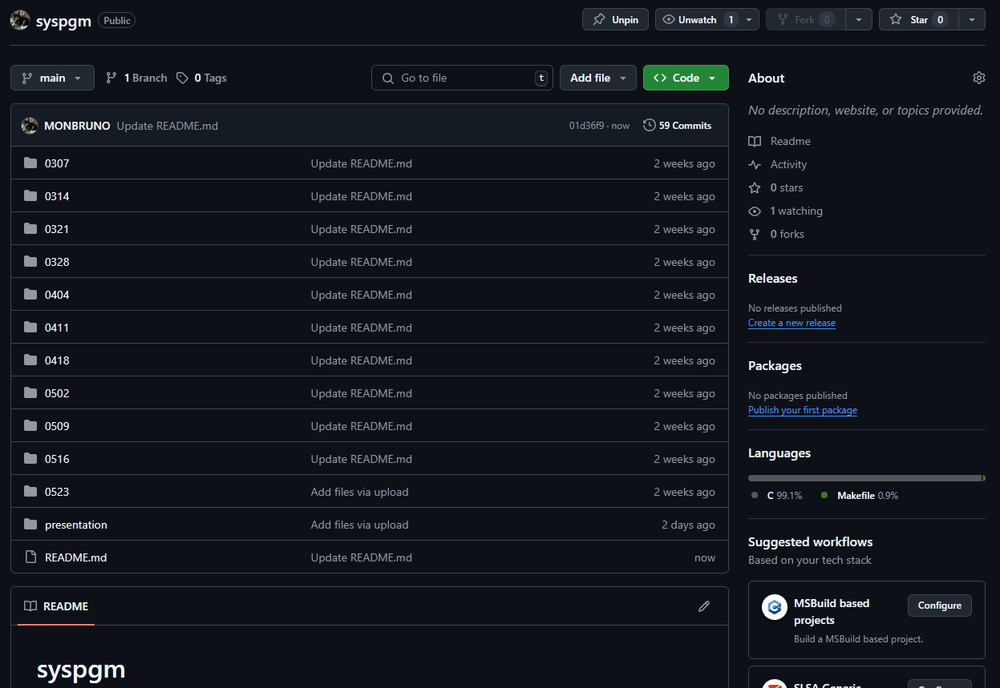 syspgm Public Unpin Unwatch 1 Fork 0 Star 0
main 1 Branch 0 Tags Go to file t Add file <> Code
MONBRUNO Update README.md 01d36f9 · now 59 Commits
0307 Update README.md 2 weeks ago
0314 Update README.md 2 weeks ago
0321 Update README.md 2 weeks ago
0328 Update README.md 2 weeks ago
0404 Update README.md 2 weeks ago
0411 Update README.md 2 weeks ago
0418 Update README.md 2 weeks ago
0502 Update README.md 2 weeks ago
0509 Update README.md 2 weeks ago
0516 Update README.md 2 weeks ago
0523 Add files via upload 2 weeks ago
presentation Add files via upload 2 days ago
README.md Update README.md now
README
syspgm
About
No description, website, or topics provided.
Readme
Activity
0 stars
1 watching
0 forks
Releases
No releases published
Create a new release
Packages
No packages published
Publish your first package
Languages
C 99.1% Makefile 0.9%
Suggested workflows
Based on your tech stack
MSBuild based
projects
Configure
Build a MSBuild based project.
SLSA Generic
Configure